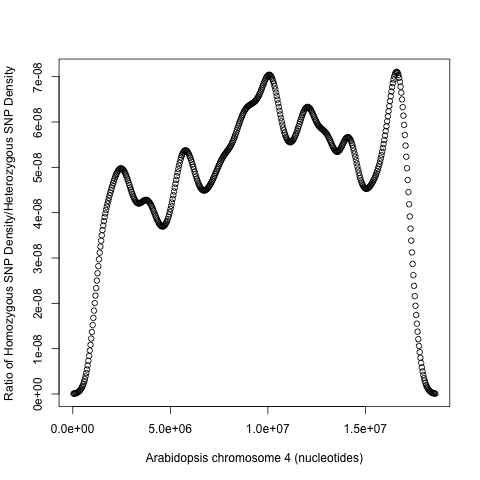 Ratio of Homozygous SNP Density/Heterozygous SNP Density
7e-08
6e-08
5e-08
4e-08
3e-08
2e-08
1e-08
0e+00
0.0e+00 5.0e+06 1.0e+07 1.5e+07
Arabidopsis chromosome 4 (nucleotides)